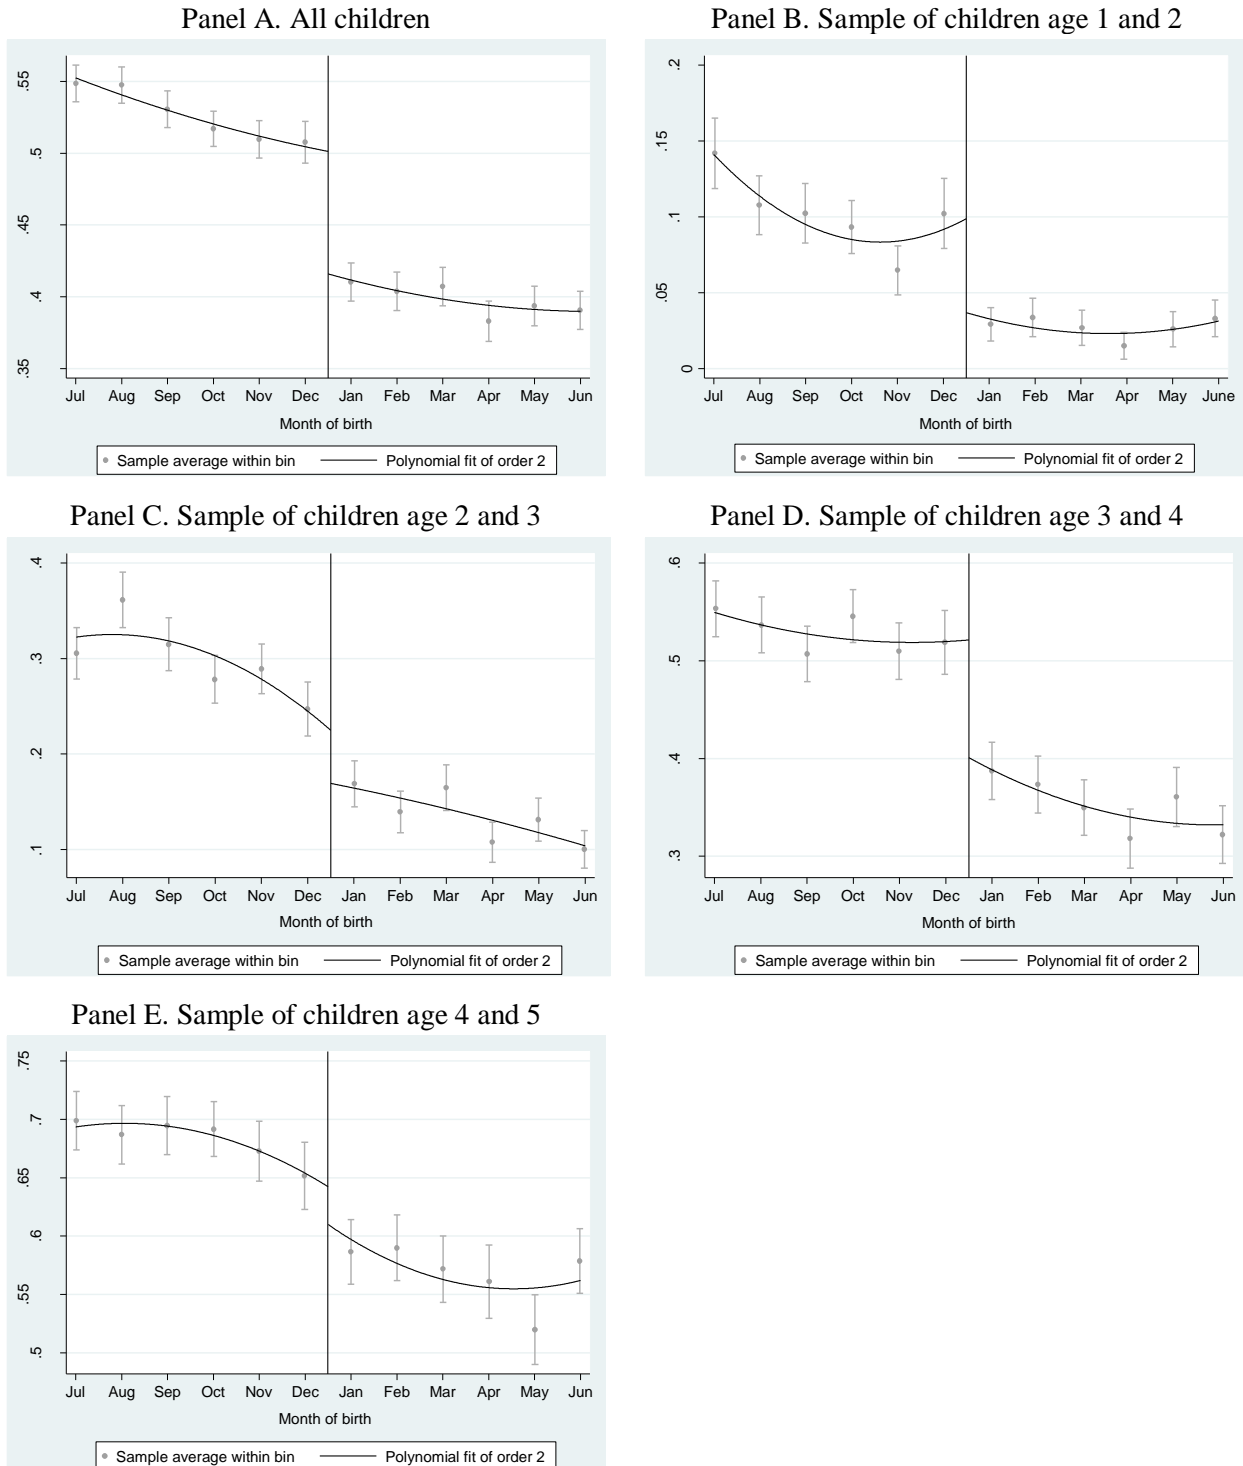 Panel A. All children
.55
.5
.45
.4
.35
Jul Aug Sep Oct Nov Dec Jan Feb Mar Apr May Jun
Month of birth
Sample average within bin Polynomial fit of order 2
Panel B. Sample of children age 1 and 2
.2
.15
.1
.05
0
Jul Aug Sep Oct Nov Dec Jan Feb Mar Apr May June
Month of birth
Sample average within bin Polynomial fit of order 2
Panel C. Sample of children age 2 and 3
.4
.3
.2
.1
Jul Aug Sep Oct Nov Dec Jan Feb Mar Apr May Jun
Month of birth
Sample average within bin Polynomial fit of order 2
Panel D. Sample of children age 3 and 4
.6
.5
.4
.3
Jul Aug Sep Oct Nov Dec Jan Feb Mar Apr May Jun
Month of birth
Sample average within bin Polynomial fit of order 2
Panel E. Sample of children age 4 and 5
.75
.7
.65
.6
.55
.5
Jul Aug Sep Oct Nov Dec Jan Feb Mar Apr May Jun
Month of birth
Sample average within bin Polynomial fit of order 2